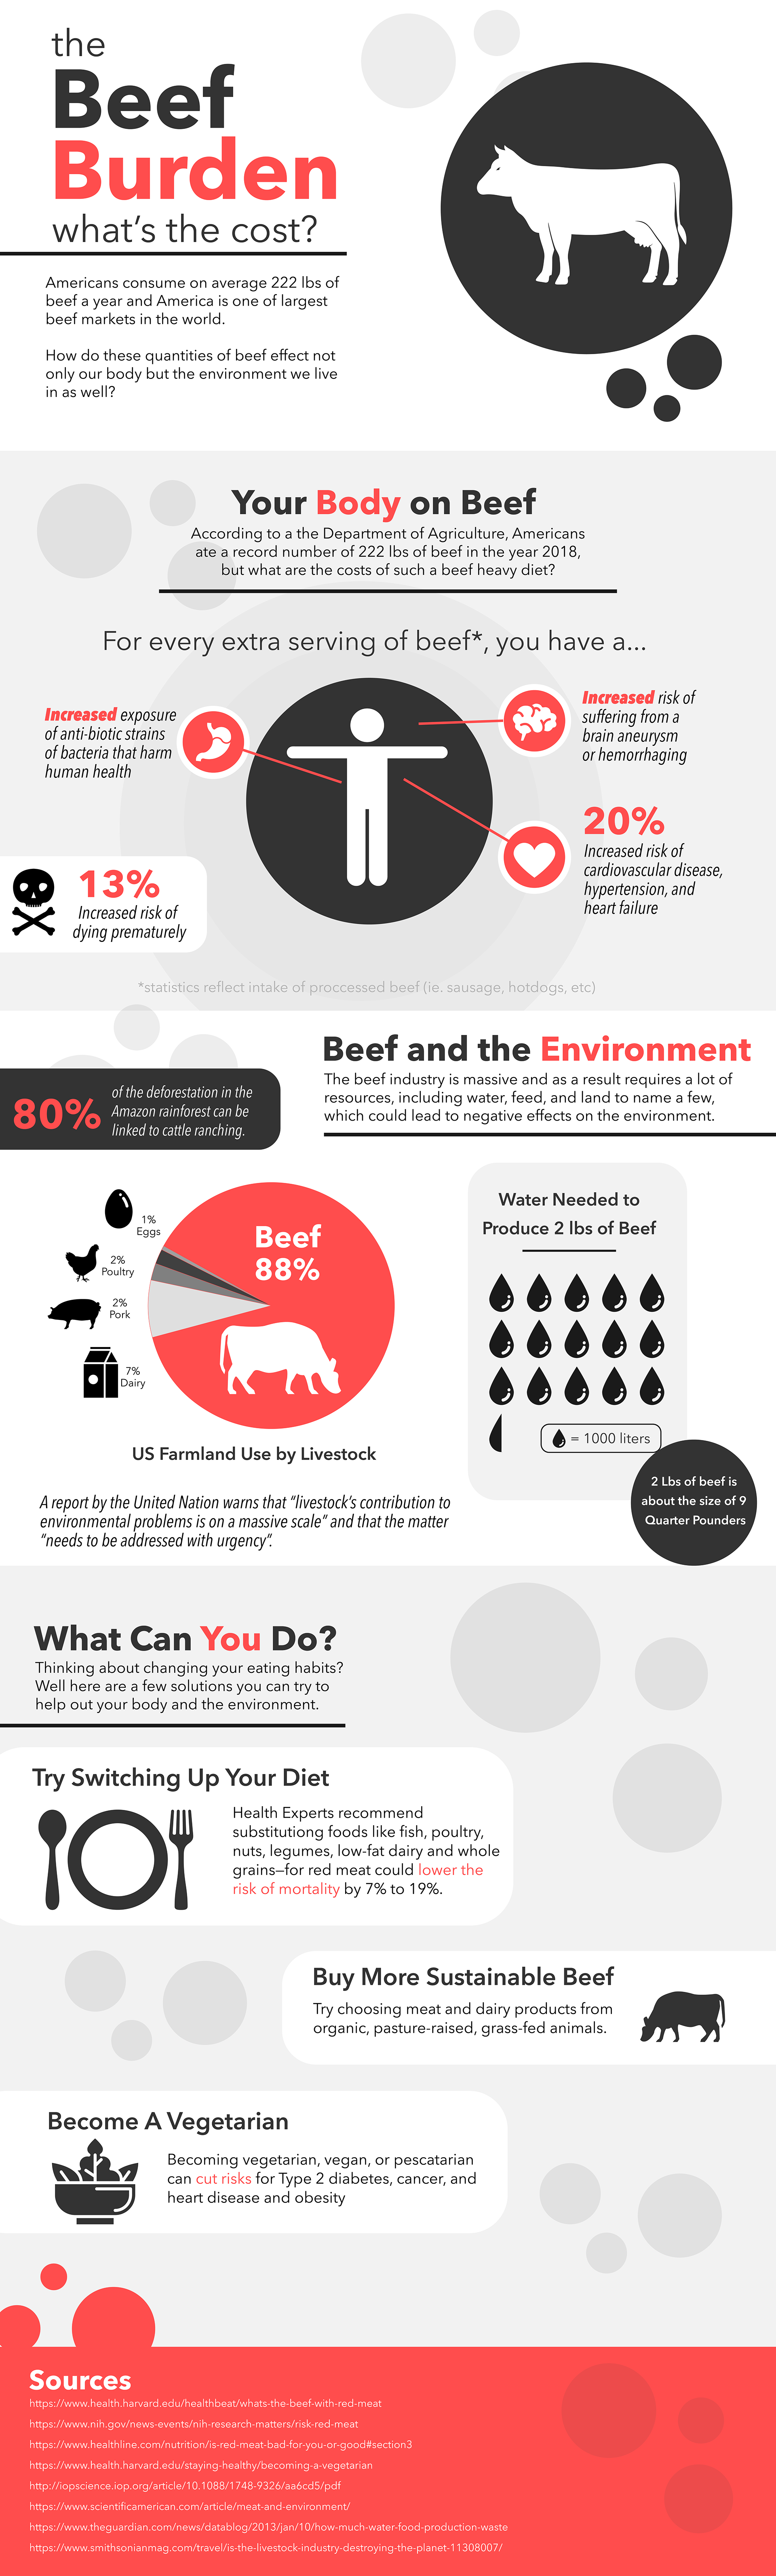 the
Beef
Burden
what's the cost?
Americans consume on average 222 lbs of
beef a year and America is one of largest
beef markets in the world.
How do these quantities of beef effect not
only our body but the environment we live
in as well?
Your Body on Beef
According to a the Department of Agriculture, Americans
ate a record number of 222 lbs of beef in the year 2018,
but what are the costs of such a beef heavy diet?
For every extra serving of beef*, you have a...
Increased exposure
of anti-biotic strains
of bacteria that harm
human health
Increased risk of
suffering from a
brain aneurysm
or hemorrhaging
20%
Increased risk of
cardiovascular disease,
hypertension, and
heart failure
13%
Increased risk of
dying prematurely
*statistics reflect intake of proccessed beef (ie. sausage, hotdogs, etc)
Beef and the Environment
The beef industry is massive and as a result requires a lot of
resources, including water, feed, and land to name a few,
which could lead to negative effects on the environment.
80%
of the deforestation in the
Amazon rainforest can be
linked to cattle ranching.
1%
Eggs
2%
Poultry
2%
Pork
7%
Dairy
Beef
88%
US Farmland Use by Livestock
Water Needed to
Produce 2 lbs of Beef
= 1000 liters
2 Lbs of beef is
about the size of 9
Quarter Pounders
A report by the United Nation warns that "livestock's contribution to
environmental problems is on a massive scale" and that the matter
"needs to be addressed with urgency".
What Can You Do?
Thinking about changing your eating habits?
Well here are a few solutions you can try to
help out your body and the environment.
Try Switching Up Your Diet
Health Experts recommend
substitutiong foods like fish, poultry,
nuts, legumes, low-fat dairy and whole
grains—for red meat could lower the
risk of mortality by 7% to 19%.
Buy More Sustainable Beef
Try choosing meat and dairy products from
organic, pasture-raised, grass-fed animals.
Become A Vegetarian
Becoming vegetarian, vegan, or pescatarian
can cut risks for Type 2 diabetes, cancer, and
heart disease and obesity
Sources
https://www.health.harvard.edu/healthbeat/whats-the-beef-with-red-meat
https://www.nih.gov/news-events/nih-research-matters/risk-red-meat
https://www.healthline.com/nutrition/is-red-meat-bad-for-you-or-good#section3
https://www.health.harvard.edu/staying-healthy/becoming-a-vegetarian
http://iopscience.iop.org/article/10.1088/1748-9326/aa6cd5/pdf
https://www.scientificamerican.com/article/meat-and-environment/
https://www.theguardian.com/news/datablog/2013/jan/10/how-much-water-food-production-waste
https://www.smithsonianmag.com/travel/is-the-livestock-industry-destroying-the-planet-11308007/